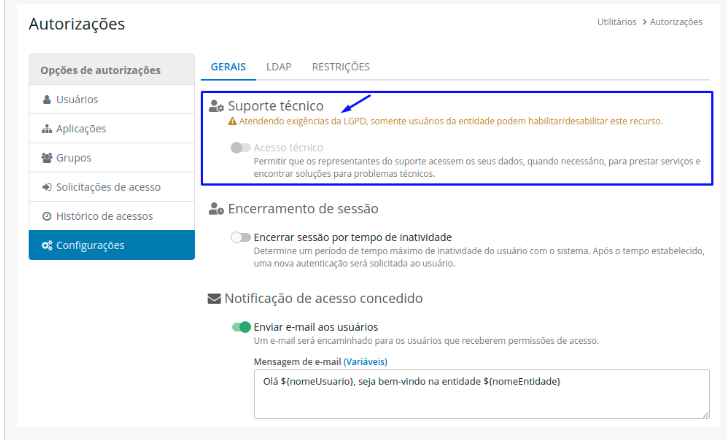 Autorizações
Utilitários > Autorizações
Opções de autorizações
Usuários
Aplicações
Grupos
Solicitações de acesso
Histórico de acessos
Configurações
GERAIS LDAP RESTRIÇÕES
Suporte técnico
Atendendo exigências da LGPD, somente usuários da entidade podem habilitar/desabilitar este recurso.
Acesso técnico
Permitir que os representantes do suporte acessem os seus dados, quando necessário, para prestar serviços e
encontrar soluções para problemas técnicos.
Encerramento de sessão
Encerrar sessão por tempo de inatividade
Determine um período de tempo máximo de inatividade do usuário com o sistema. Após o tempo estabelecido,
uma nova autenticação será solicitada ao usuário.
Notificação de acesso concedido
Enviar e-mail aos usuários
Um e-mail será encaminhado para os usuários que receberem permissões de acesso.
Mensagem de e-mail (Variáveis)
Olá ${nomeUsuario}, seja bem-vindo na entidade ${nomeEntidade}